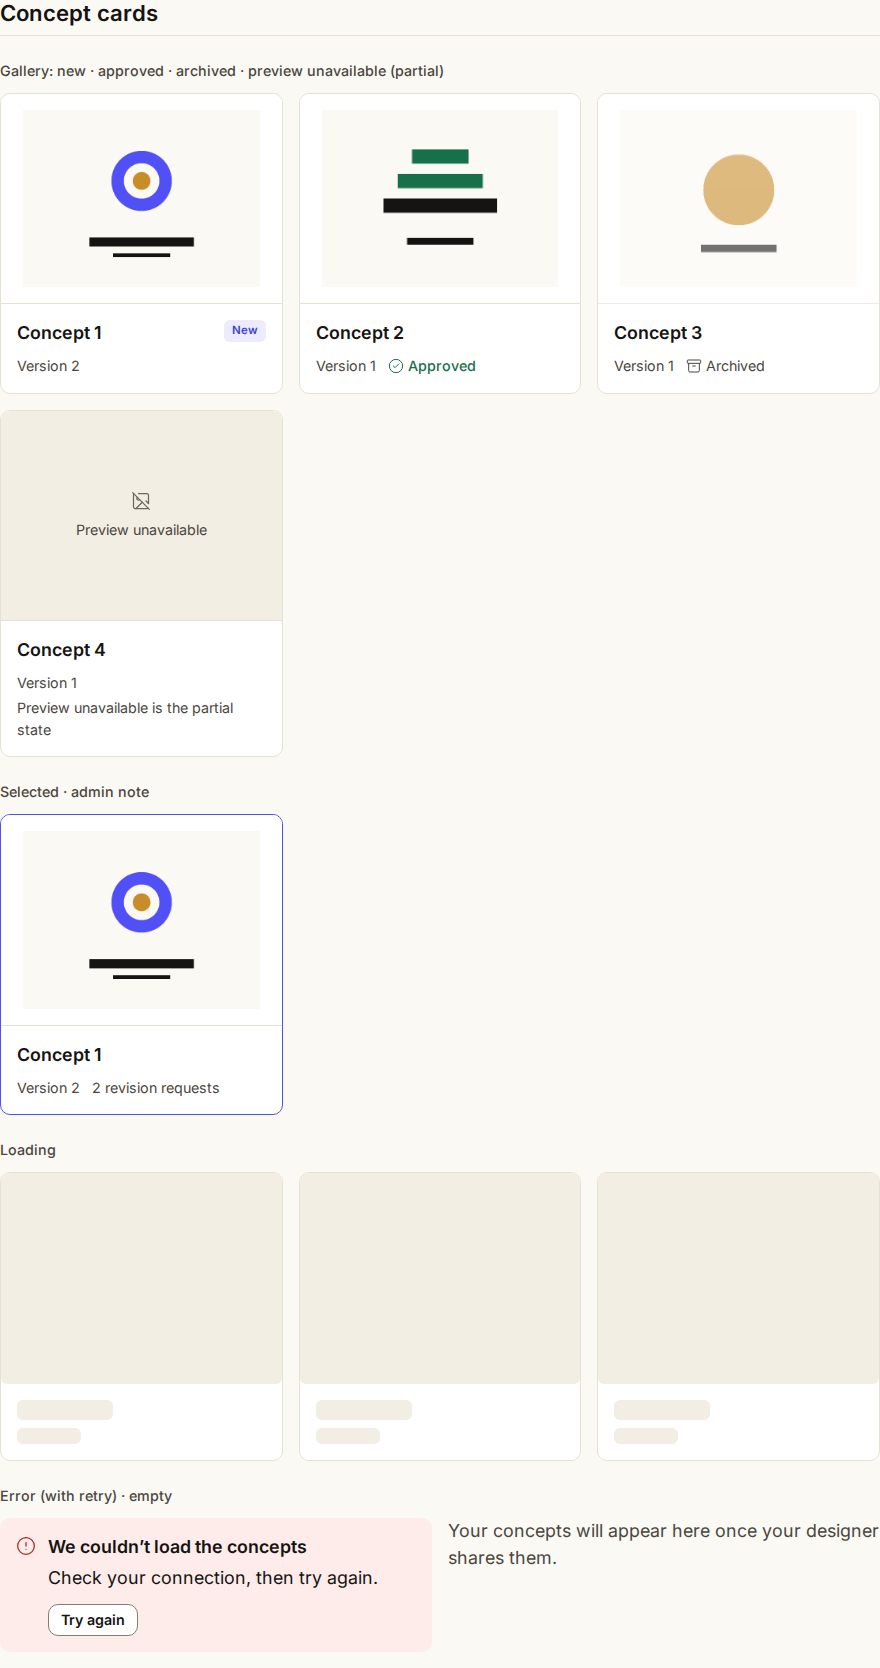 Concept cards
Gallery: new · approved · archived · preview unavailable (partial)
Concept 1
New
Version 2
Concept 2
Version 1
Approved
Concept 3
Version 1
Archived
Preview unavailable
Concept 4
Version 1
Preview unavailable is the partial
state
Selected · admin note
Concept 1
Version 2
2 revision requests
Loading
Error (with retry) · empty
We couldn’t load the concepts
Check your connection, then try again.
Try again
Your concepts will appear here once your designer
shares them.